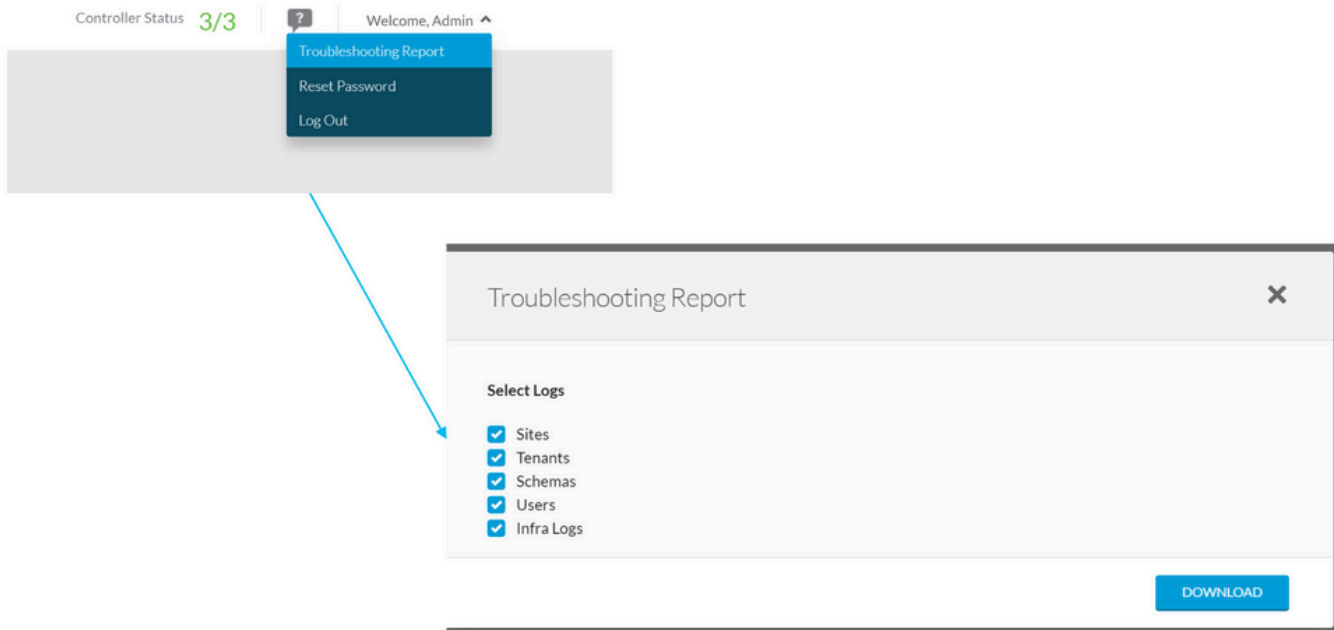 Controller Status 3/3 ? Welcome, Admin
Troubleshooting Report
Reset Password
Log Out
Troubleshooting Report
Select Logs
Sites
Tenants
Schemas
Users
Infra Logs
DOWNLOAD